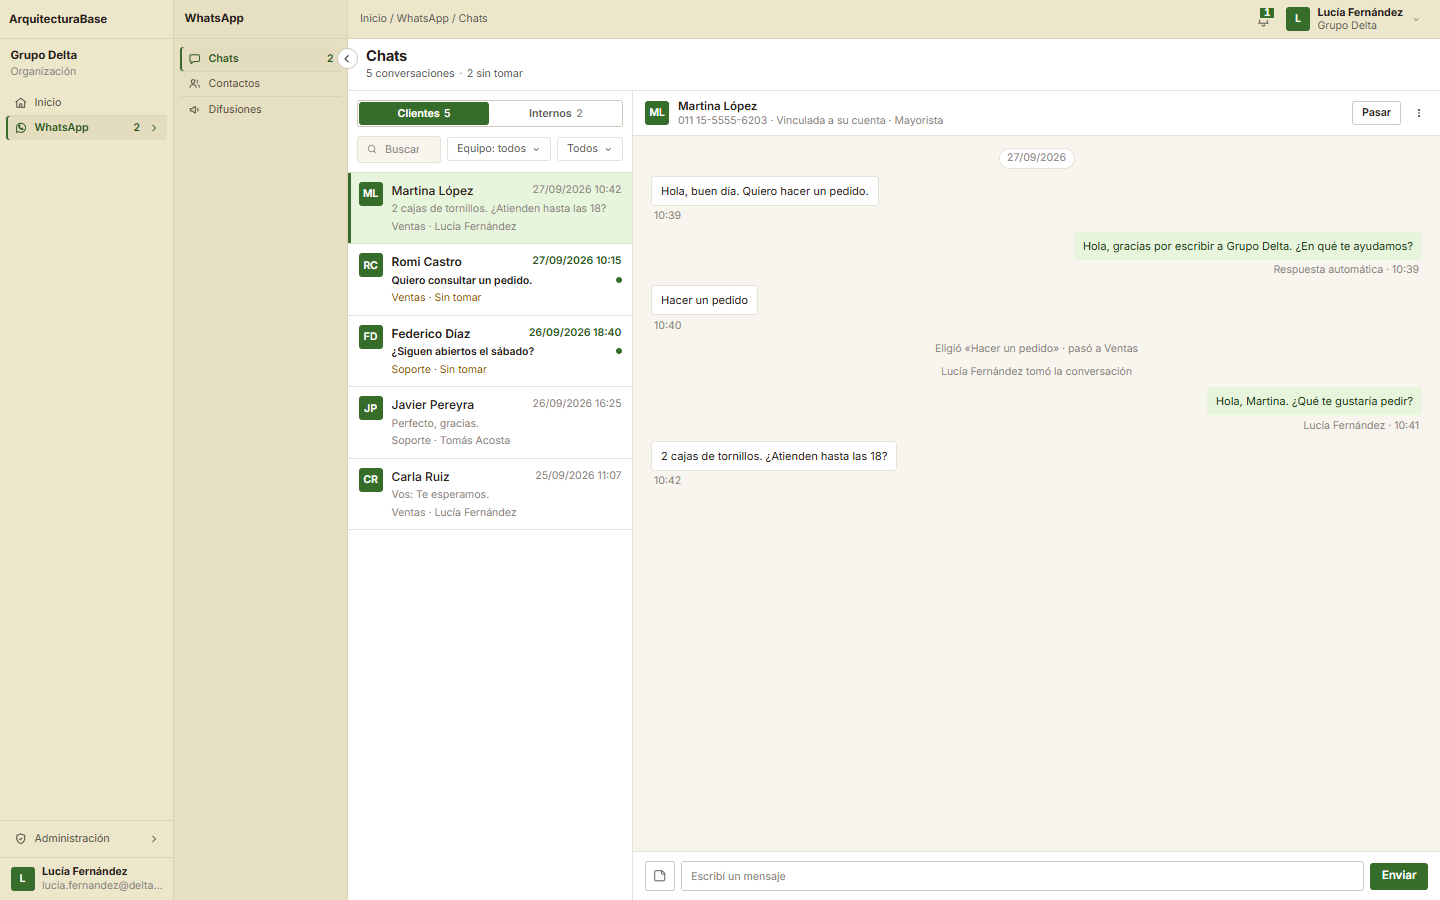 ArquitecturaBase
Grupo Delta
Organización
Inicio
WhatsApp 2
Administración
L
Lucía Fernández
lucia.fernandez@delta...
WhatsApp
Chats 2
Contactos
Difusiones
Inicio / WhatsApp / Chats
1
L
Lucía Fernández
Grupo Delta
Chats
5 conversaciones · 2 sin tomar
Clientes 5
Internos 2
Buscar
Equipo: todos
Todos
ML
Martina López
27/09/2026 10:42
2 cajas de tornillos. ¿Atienden hasta las 18?
Ventas · Lucía Fernández
RC
Romi Castro
27/09/2026 10:15
Quiero consultar un pedido.
Ventas · Sin tomar
FD
Federico Díaz
26/09/2026 18:40
¿Siguen abiertos el sábado?
Soporte · Sin tomar
JP
Javier Pereyra
26/09/2026 16:25
Perfecto, gracias.
Soporte · Tomás Acosta
CR
Carla Ruiz
25/09/2026 11:07
Vos: Te esperamos.
Ventas · Lucía Fernández
ML
Martina López
011 15-5555-6203 · Vinculada a su cuenta · Mayorista
Pasar
27/09/2026
Hola, buen día. Quiero hacer un pedido.
10:39
Hola, gracias por escribir a Grupo Delta. ¿En qué te ayudamos?
Respuesta automática · 10:39
Hacer un pedido
10:40
Eligió «Hacer un pedido» · pasó a Ventas
Lucía Fernández tomó la conversación
Hola, Martina. ¿Qué te gustaría pedir?
Lucía Fernández · 10:41
2 cajas de tornillos. ¿Atienden hasta las 18?
10:42
Escribí un mensaje
Enviar